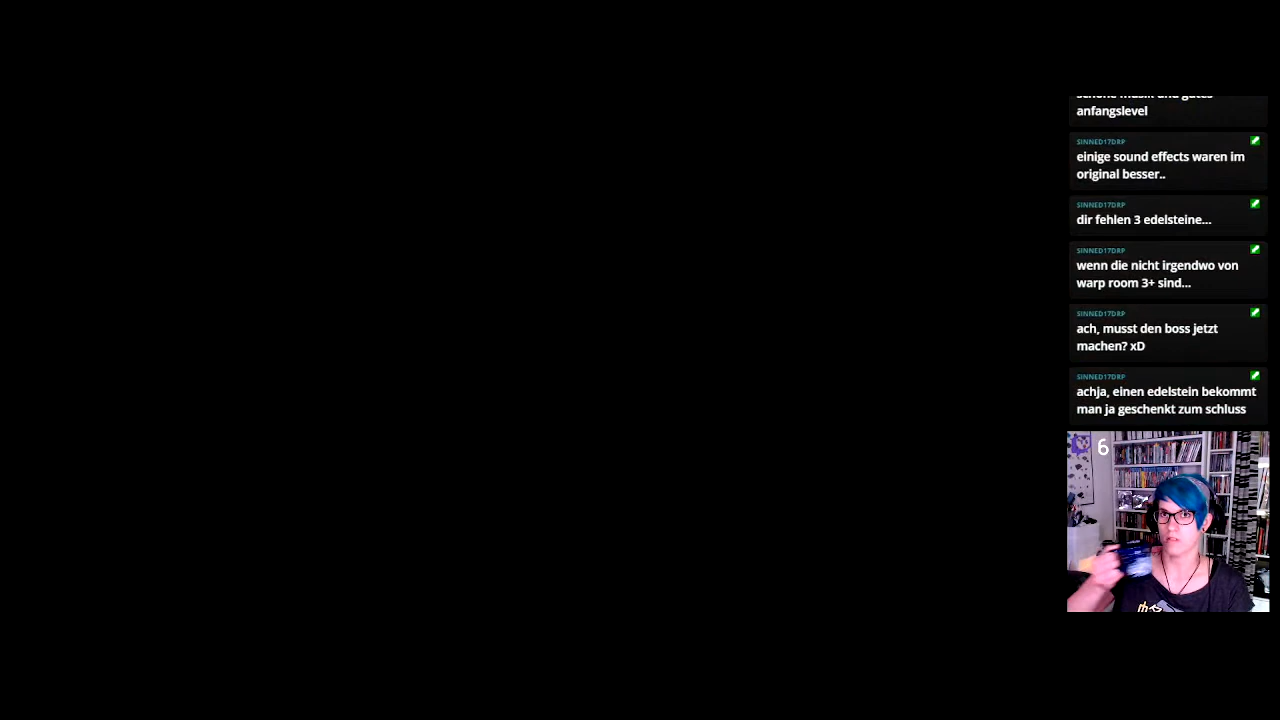 anfangslevel
SINNED17DRP
einige sound effects waren im
original besser..
SINNED17DRP
dir fehlen 3 edelsteine...
SINNED17DRP
wenn die nicht irgendwo von
warp room 3+ sind...
SINNED17DRP
ach, musst den boss jetzt
machen? xD
SINNED17DRP
achja, einen edelstein bekommt
man ja geschenkt zum schluss
6